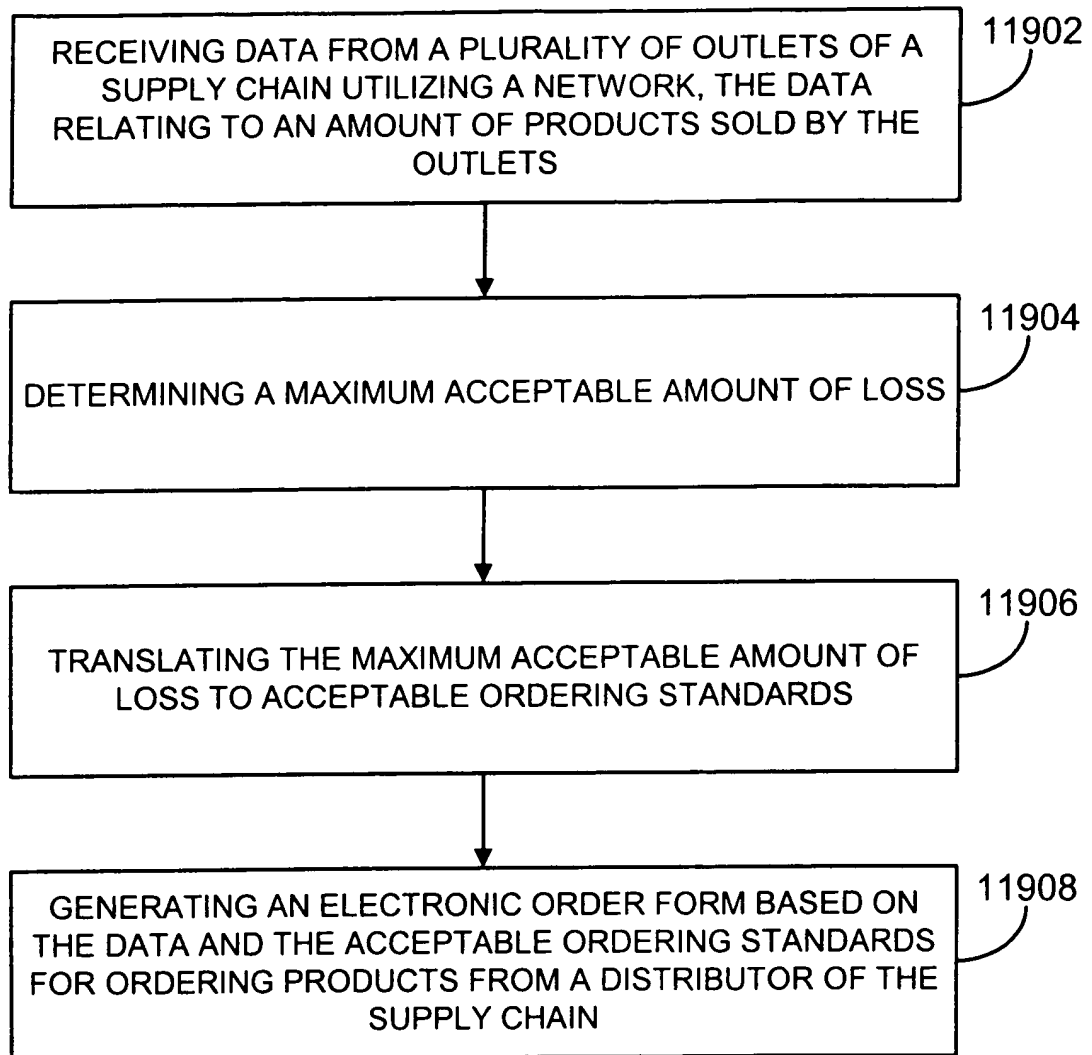 RECEIVING DATA FROM A PLURALITY OF OUTLETS OF A
SUPPLY CHAIN UTILIZING A NETWORK, THE DATA
RELATING TO AN AMOUNT OF PRODUCTS SOLD BY THE
OUTLETS
11902
DETERMINING A MAXIMUM ACCEPTABLE AMOUNT OF LOSS
11904
TRANSLATING THE MAXIMUM ACCEPTABLE AMOUNT OF
LOSS TO ACCEPTABLE ORDERING STANDARDS
11906
GENERATING AN ELECTRONIC ORDER FORM BASED ON
THE DATA AND THE ACCEPTABLE ORDERING STANDARDS
FOR ORDERING PRODUCTS FROM A DISTRIBUTOR OF THE
SUPPLY CHAIN
11908